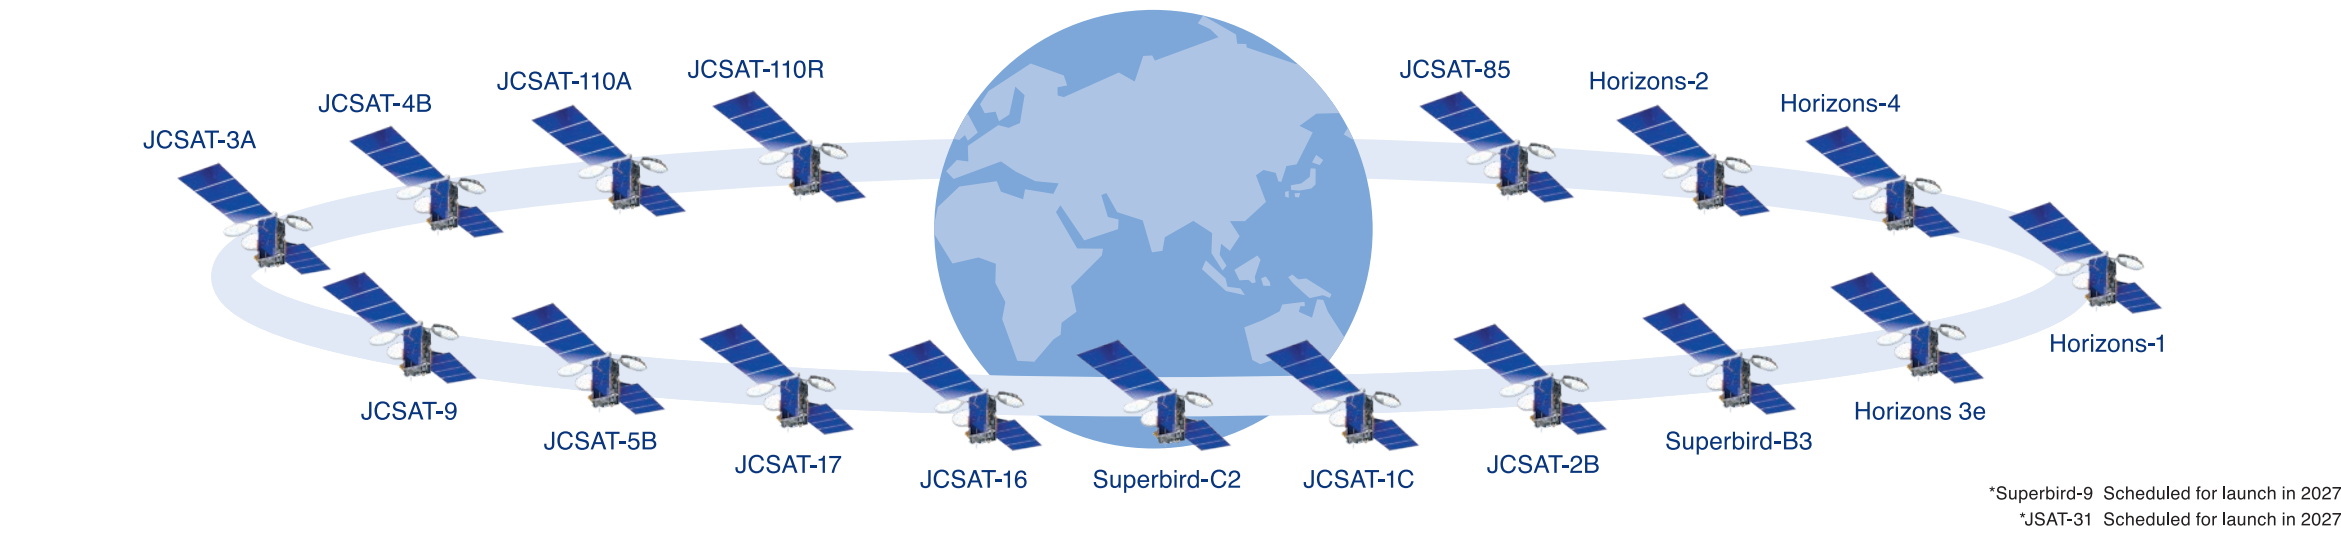 JCSAT-3A
JCSAT-4B
JCSAT-110A
JCSAT-110R
JCSAT-85
Horizons-2
Horizons-4
Horizons-1
JCSAT-9
JCSAT-5B
JCSAT-17
JCSAT-16
Superbird-C2
JCSAT-1C
JCSAT-2B
Superbird-B3
Horizons 3e
*Superbird-9 Scheduled for launch in 2027
*JSAT-31 Scheduled for launch in 2027